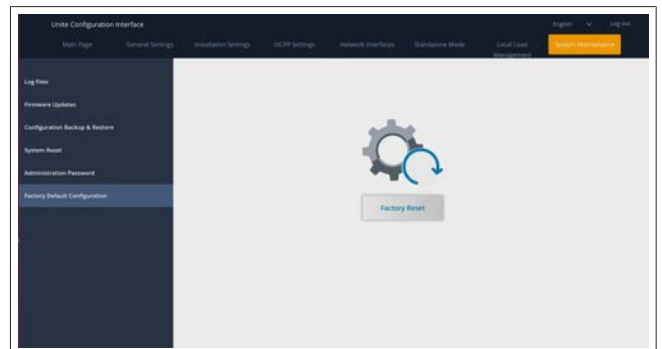 Unite Configuration Interface
English
Log out
Main Page
General Settings
Installation Settings
OCPP Settings
Network Interfaces
Standalone Mode
Local Load
Management
System Maintenance
Log Files
Firmware Updates
Configuration Backup & Restore
System Reset
Administration Password
Factory Default Configuration
Factory Reset